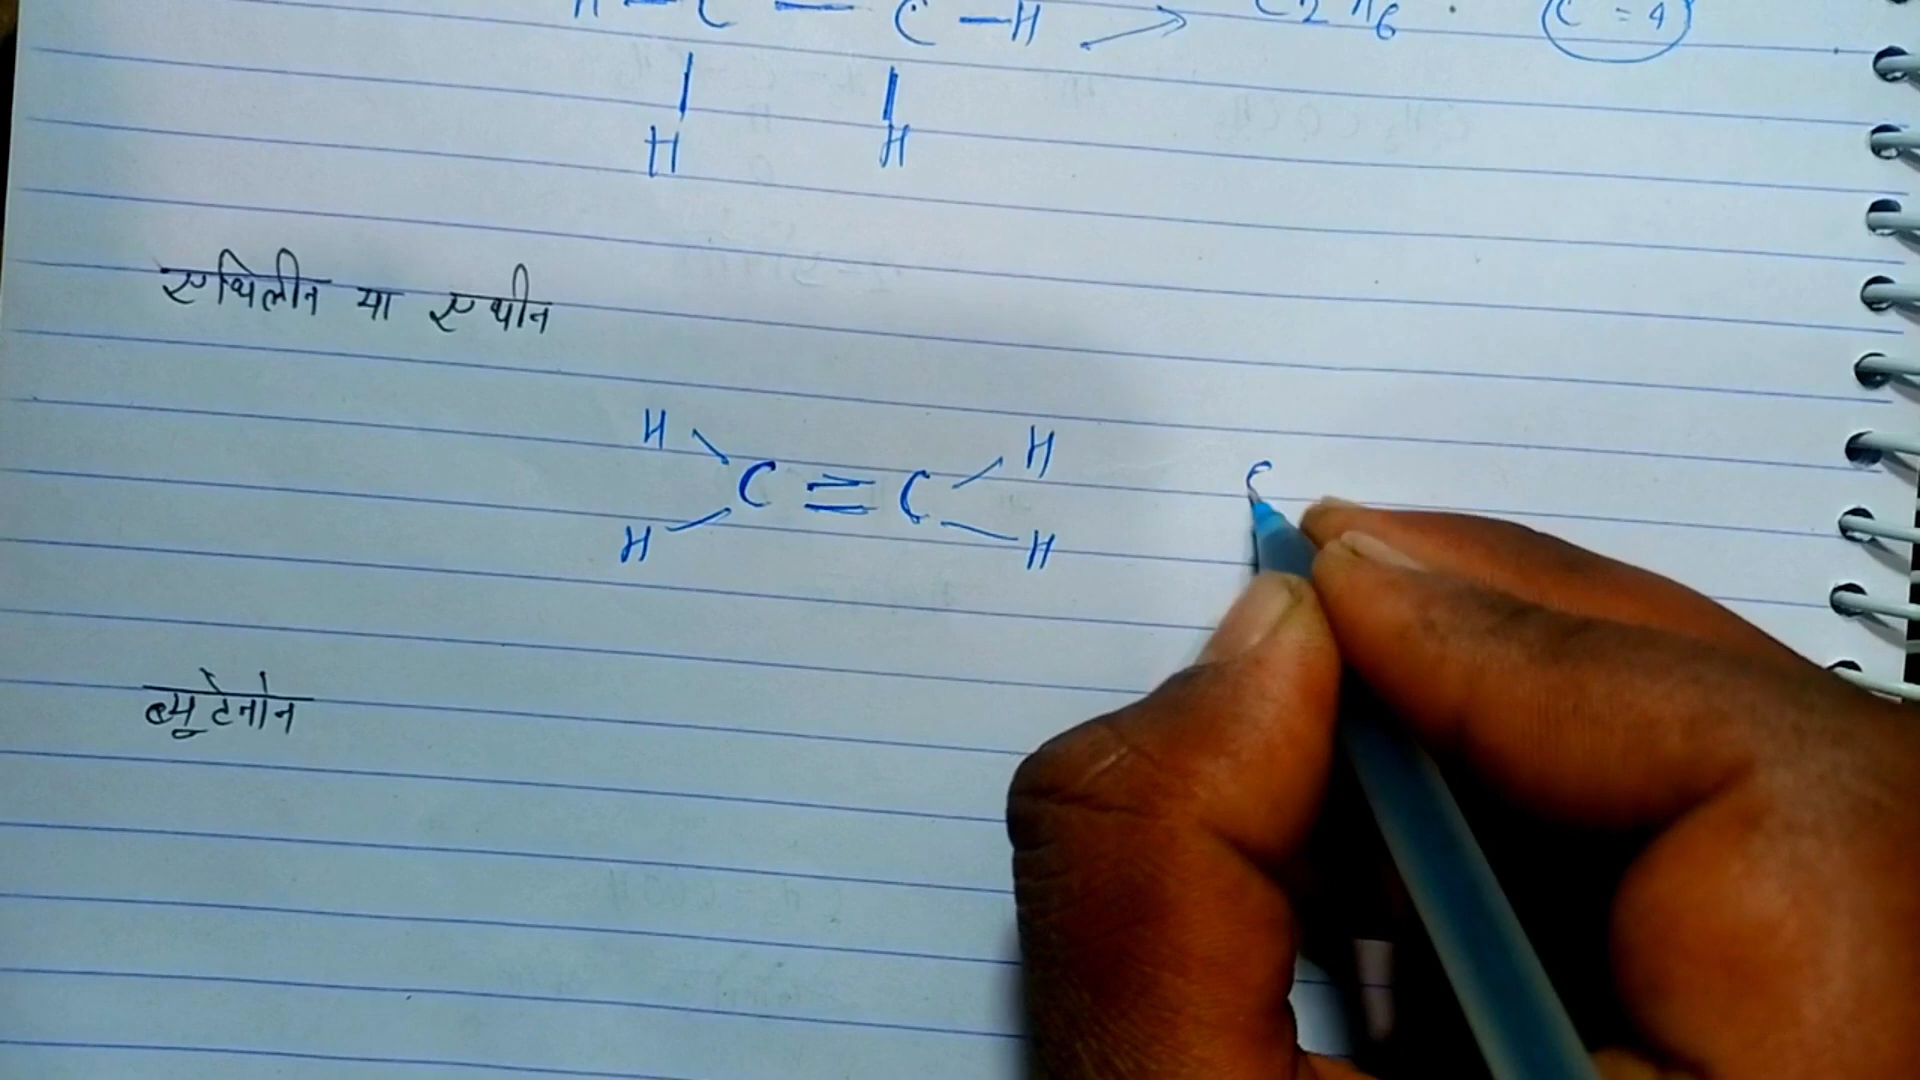 H — C — C — H → C2H6 . C = 4
H H
एथिलीन या एथीन
H H
C = C
H H
C
ब्यूटेनोन